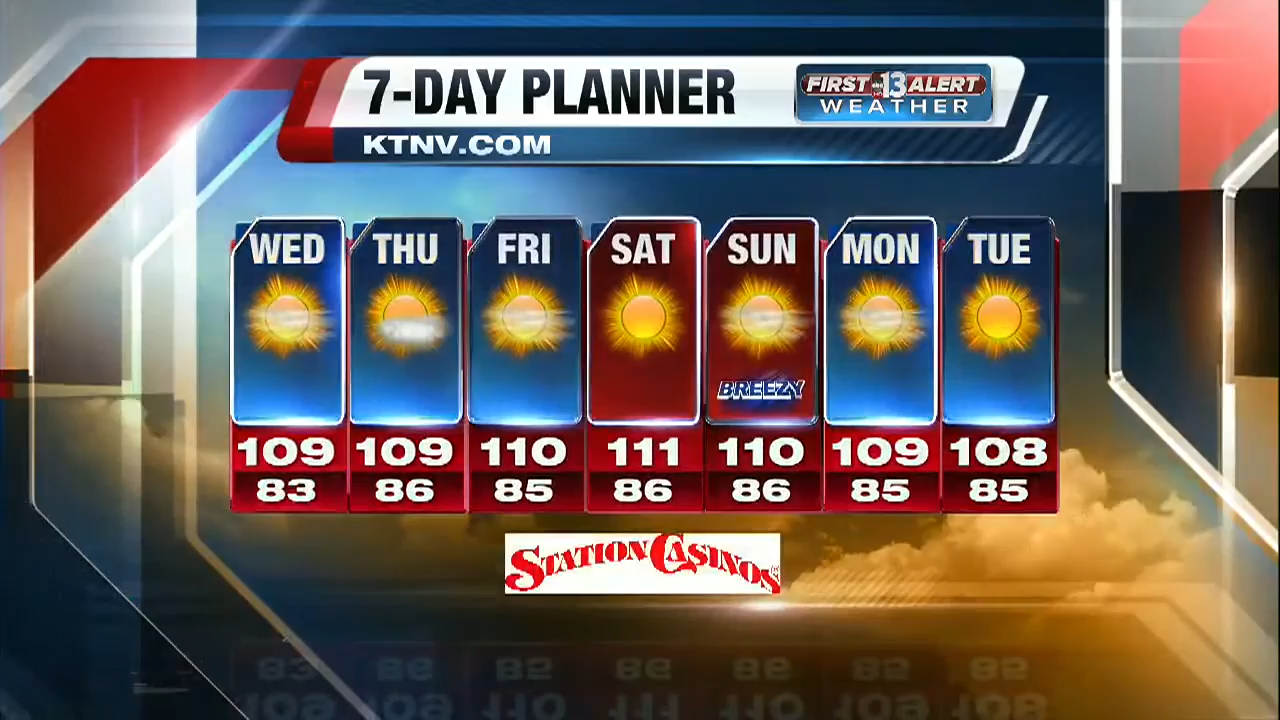 7-DAY PLANNER
FIRST abc 13 ALERT
WEATHER
KTNV.COM
WED THU FRI SAT SUN MON TUE
BREEZY
109 109 110 111 110 109 108
83 86 85 86 86 85 85
STATION CASINOS